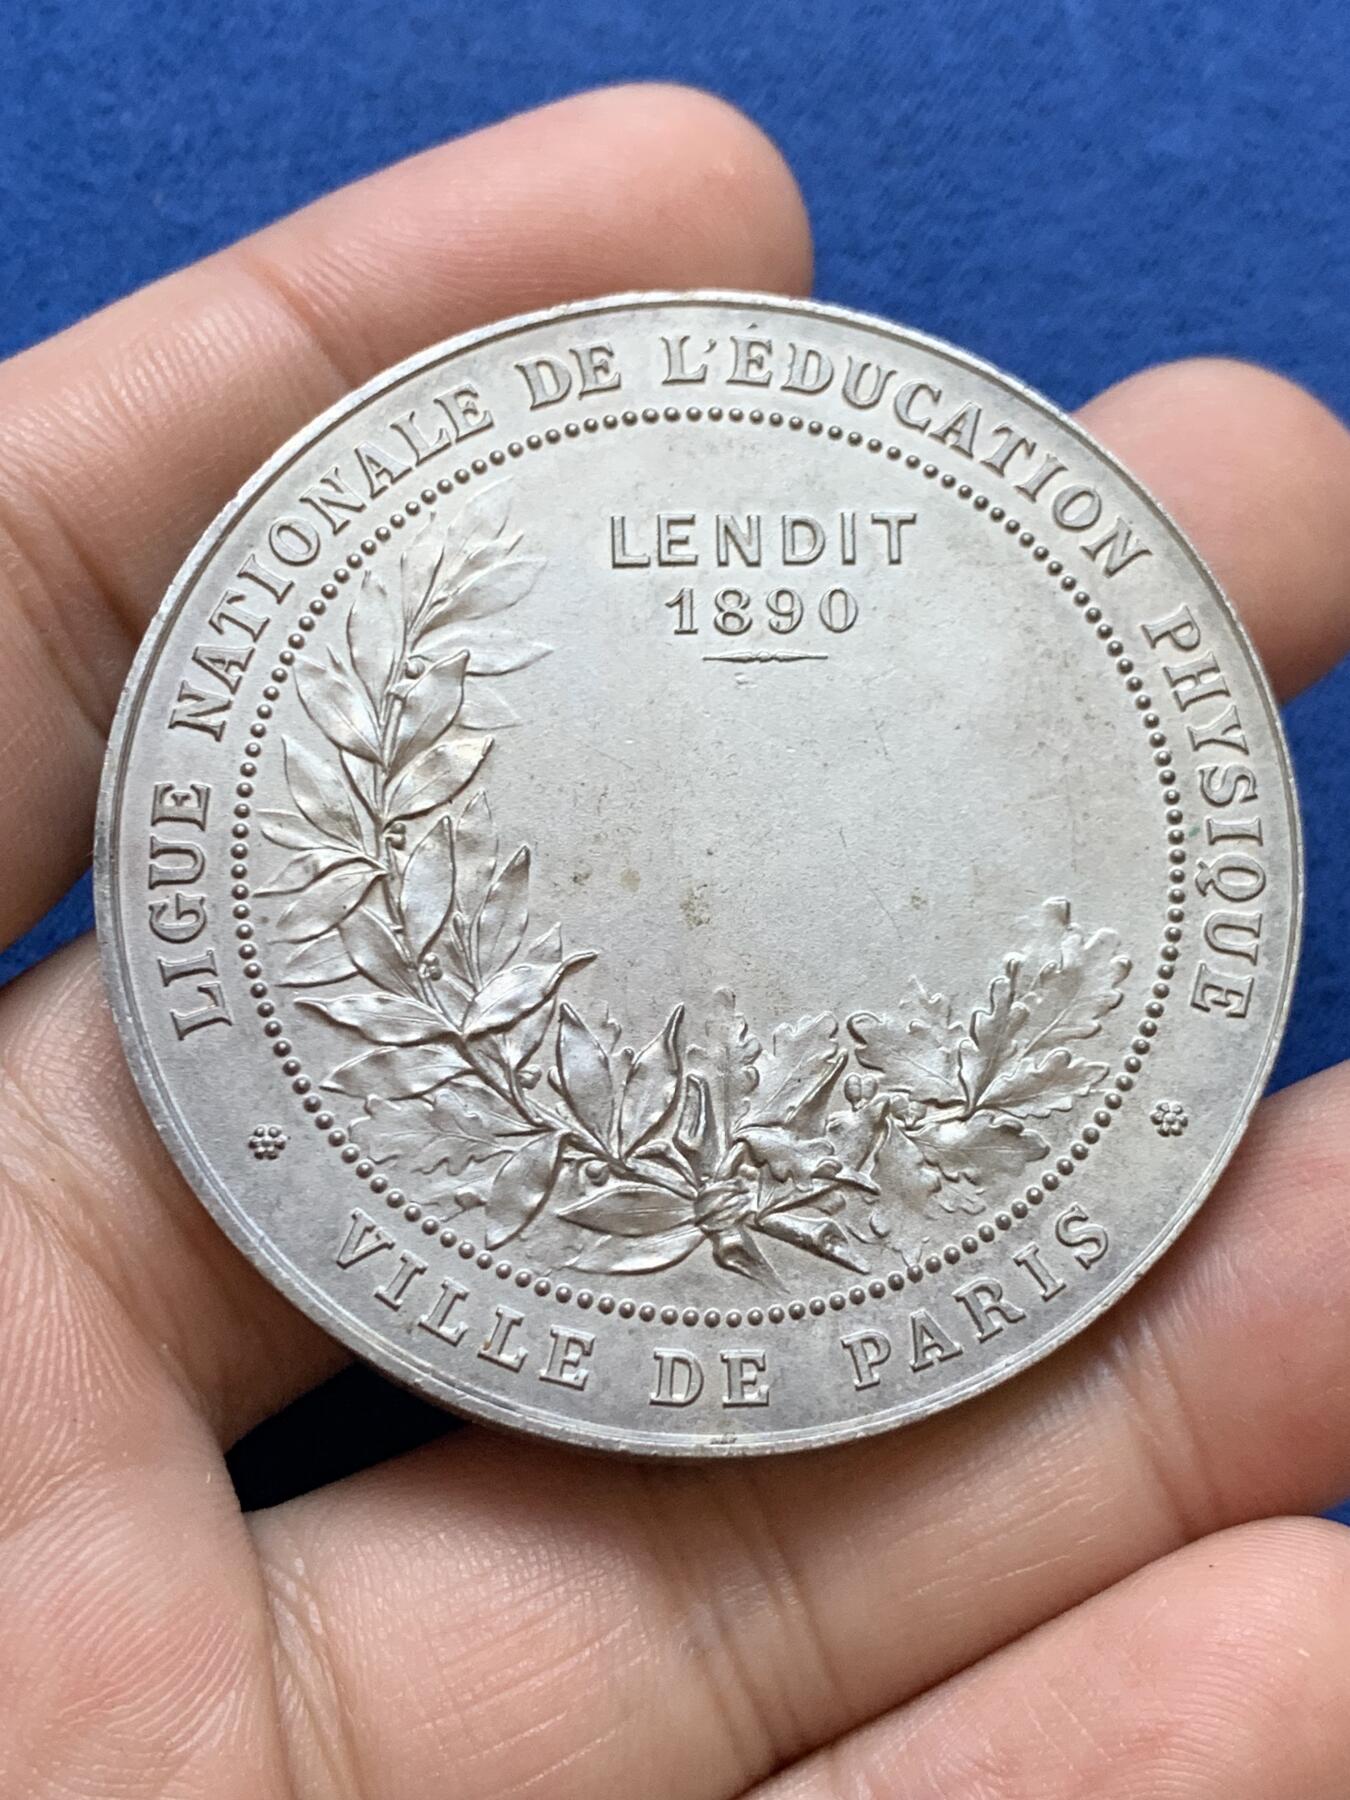 LIGUE NATIONALE DE L'ÉDUCATION PHYSIQUE
LENDIT
1890
VILLE DE PARIS